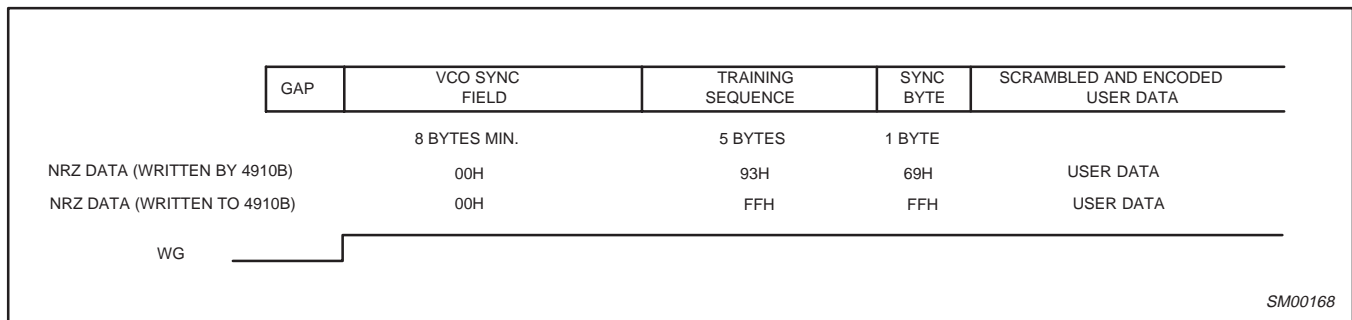 GAP
VCO SYNC
FIELD
TRAINING
SEQUENCE
SYNC
BYTE
SCRAMBLED AND ENCODED
USER DATA
8 BYTES MIN.
5 BYTES
1 BYTE
NRZ DATA (WRITTEN BY 4910B)
00H
93H
69H
USER DATA
NRZ DATA (WRITTEN TO 4910B)
00H
FFH
FFH
USER DATA
WG
SM00168